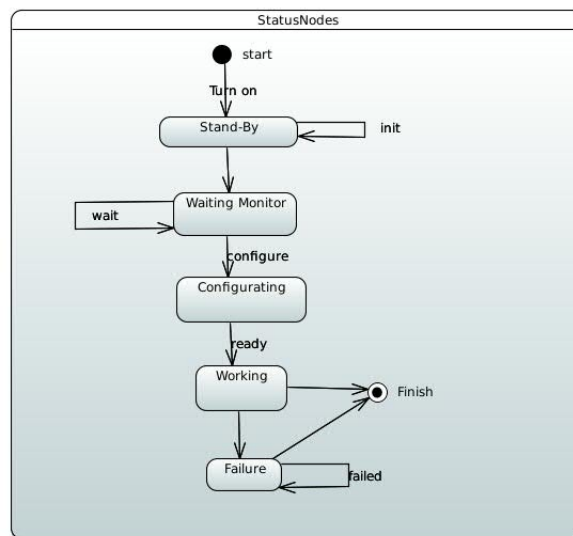 StatusNodes
start
Turn on
Stand-By
init
Waiting Monitor
wait
configure
Configurating
ready
Working
Finish
Failure
failed